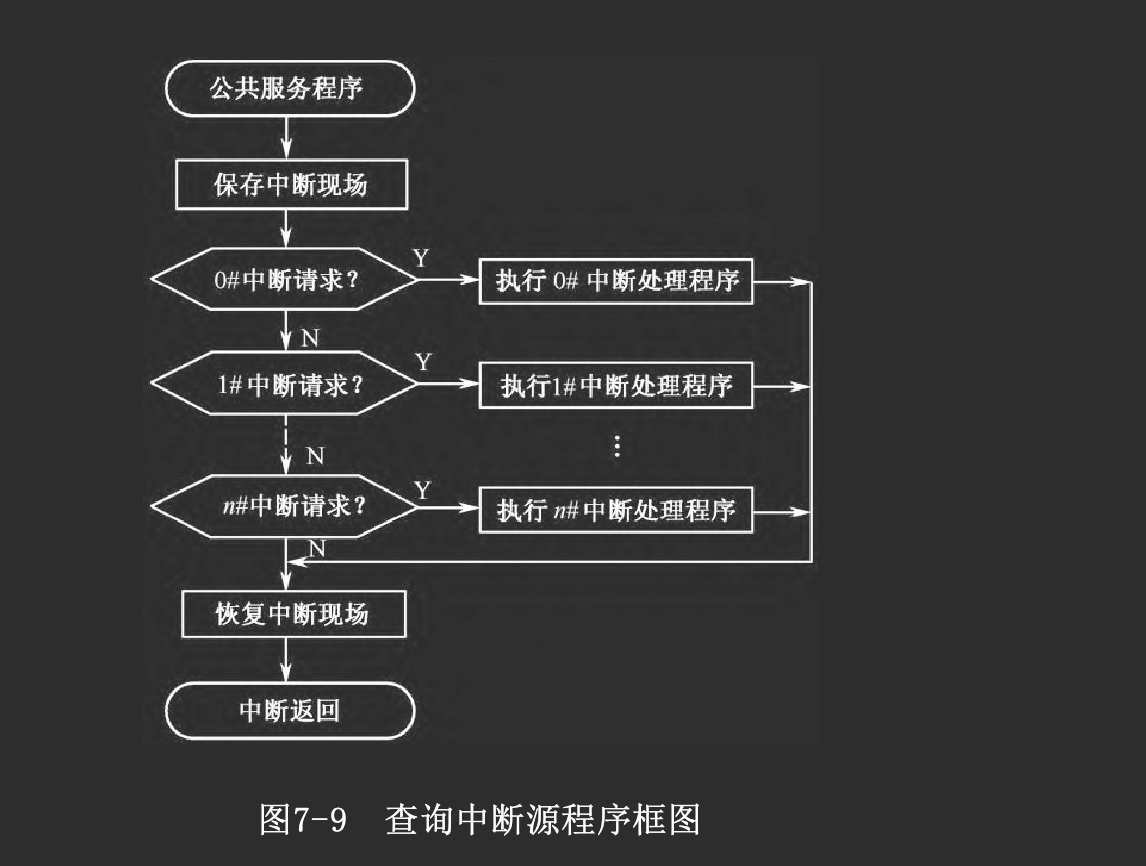 公共服务程序
保存中断现场
0#中断请求？
Y
执行 0# 中断处理程序
N
1#中断请求？
Y
执行1#中断处理程序
⋮
N
n#中断请求？
Y
执行 n#中断处理程序
N
恢复中断现场
中断返回
图7-9 查询中断源程序框图